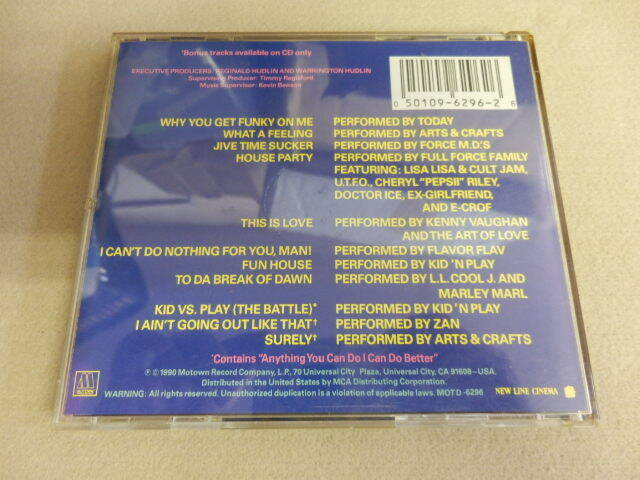 †Bonus tracks available on CD only
EXECUTIVE PRODUCERS: REGINALD HUDLIN AND WARRINGTON HUDLIN
Supervising Producer: Timmy Regisford
Music Supervisor: Kevin Benson
0 50109-6296-2 8
WHY YOU GET FUNKY ON ME PERFORMED BY TODAY
WHAT A FEELING PERFORMED BY ARTS & CRAFTS
JIVE TIME SUCKER PERFORMED BY FORCE M.D.'S
HOUSE PARTY PERFORMED BY FULL FORCE FAMILY
FEATURING: LISA LISA & CULT JAM,
U.T.F.O., CHERYL "PEPSII" RILEY,
DOCTOR ICE, EX-GIRLFRIEND,
AND E-CROF
THIS IS LOVE PERFORMED BY KENNY VAUGHAN
AND THE ART OF LOVE
I CAN'T DO NOTHING FOR YOU, MAN! PERFORMED BY FLAVOR FLAV
FUN HOUSE PERFORMED BY KID 'N PLAY
TO DA BREAK OF DAWN PERFORMED BY L.L. COOL J. AND
MARLEY MARL
KID VS. PLAY (THE BATTLE)* PERFORMED BY KID 'N PLAY
I AIN'T GOING OUT LIKE THAT† PERFORMED BY ZAN
SURELY† PERFORMED BY ARTS & CRAFTS
*Contains "Anything You Can Do I Can Do Better"
℗ © 1990 Motown Record Company, L.P., 70 Universal City Plaza, Universal City, CA 91608-USA.
Distributed in the United States by MCA Distributing Corporation.
WARNING: All rights reserved. Unauthorized duplication is a violation of applicable laws. MOTD-6296
M
MOTOWN
NEW LINE CINEMA